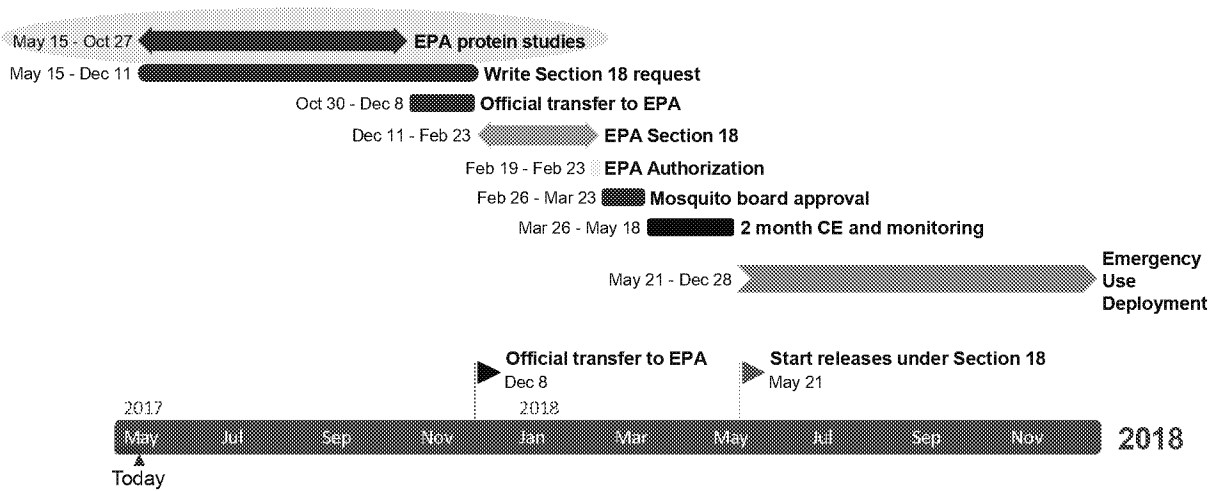 May 15 - Oct 27 EPA protein studies
May 15 - Dec 11 Write Section 18 request
Oct 30 - Dec 8 Official transfer to EPA
Dec 11 - Feb 23 EPA Section 18
Feb 19 - Feb 23 EPA Authorization
Feb 26 - Mar 23 Mosquito board approval
Mar 26 - May 18 2 month CE and monitoring
May 21 - Dec 28 Emergency
Use
Deployment
Official transfer to EPA Start releases under Section 18
Dec 8 May 21
2017 2018
May Jul Sep Nov Jan Mar May Jul Sep Nov 2018
Today